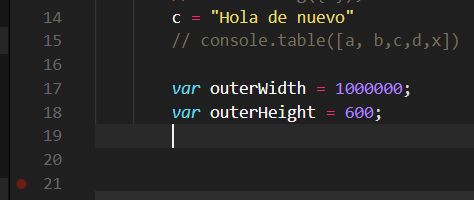 14 c = "Hola de nuevo"
15 // console.table([a, b,c,d,x])
16
17 var outerWidth = 1000000;
18 var outerHeight = 600;
19
20
21